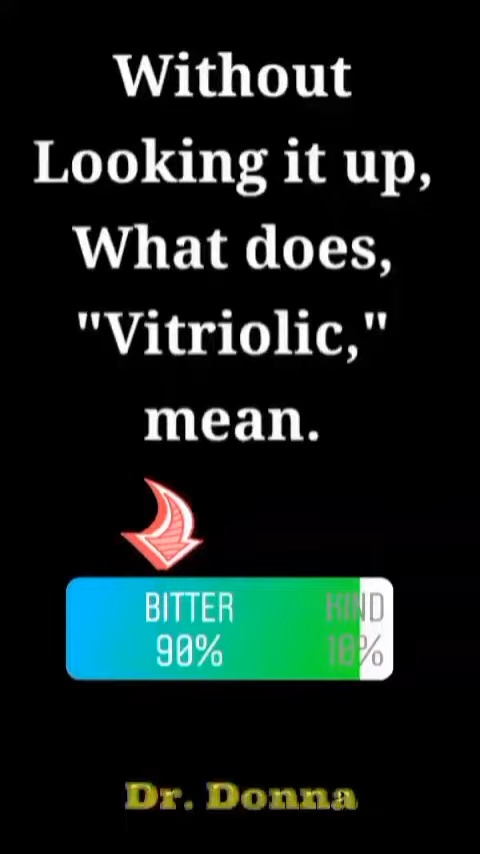 Without
Looking it up,
What does,
"Vitriolic,"
mean.
BITTER KIND
90% 10%
Dr. Donna